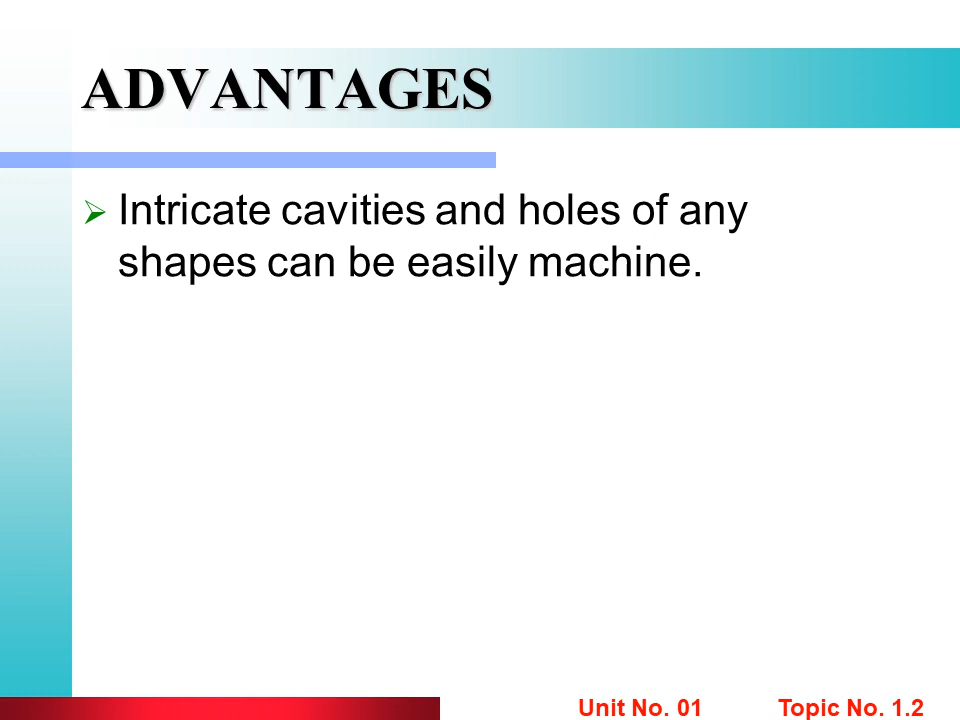 ADVANTAGES
Intricate cavities and holes of any
shapes can be easily machine.
Unit No. 01 Topic No. 1.2